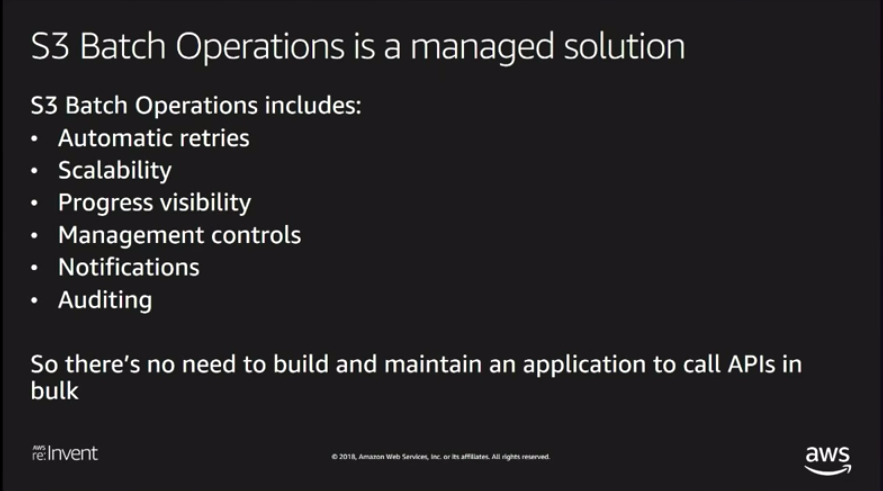 S3 Batch Operations is a managed solution
S3 Batch Operations includes:
• Automatic retries
• Scalability
• Progress visibility
• Management controls
• Notifications
• Auditing
So there's no need to build and maintain an application to call APIs in
bulk
AWS
re:Invent
© 2018, Amazon Web Services, Inc. or its affiliates. All rights reserved.
aws